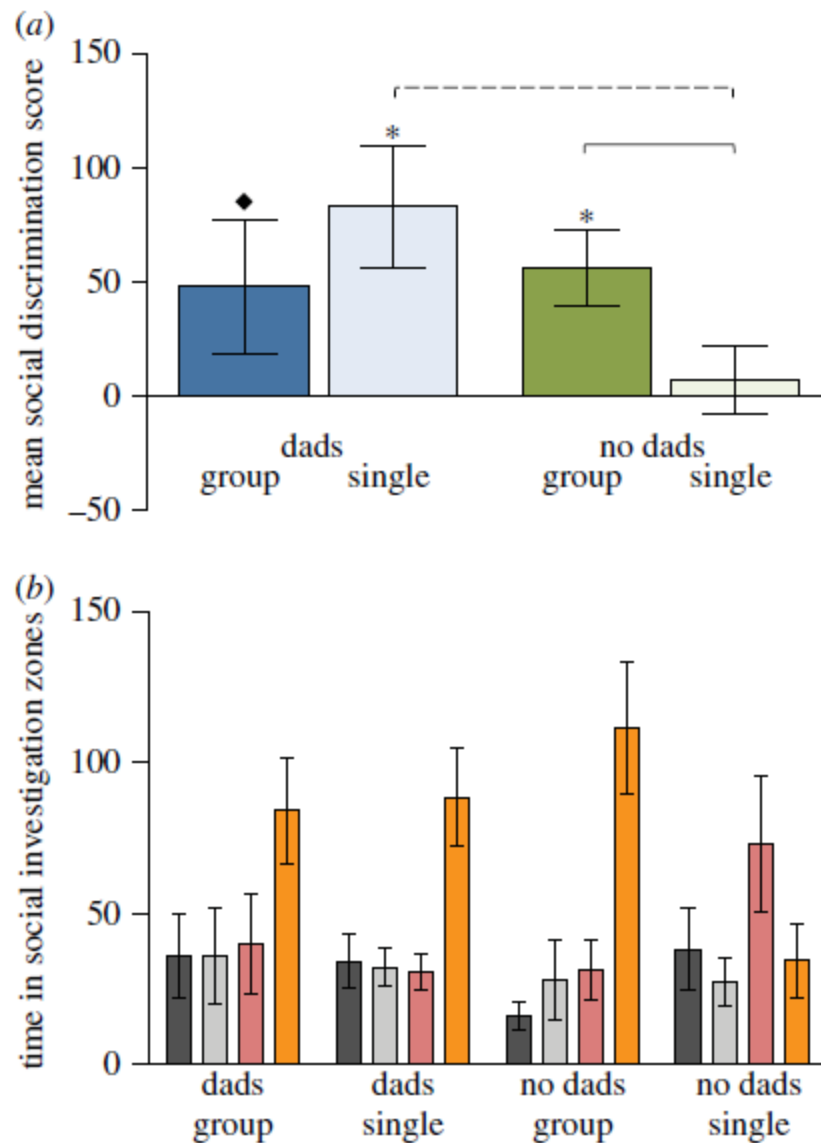 (a)
150
100
50
0
–50
mean social discrimination score
*
*
dads
no dads
group single group single
(b)
150
100
50
0
time in social investigation zones
dads dads no dads no dads
group single group single